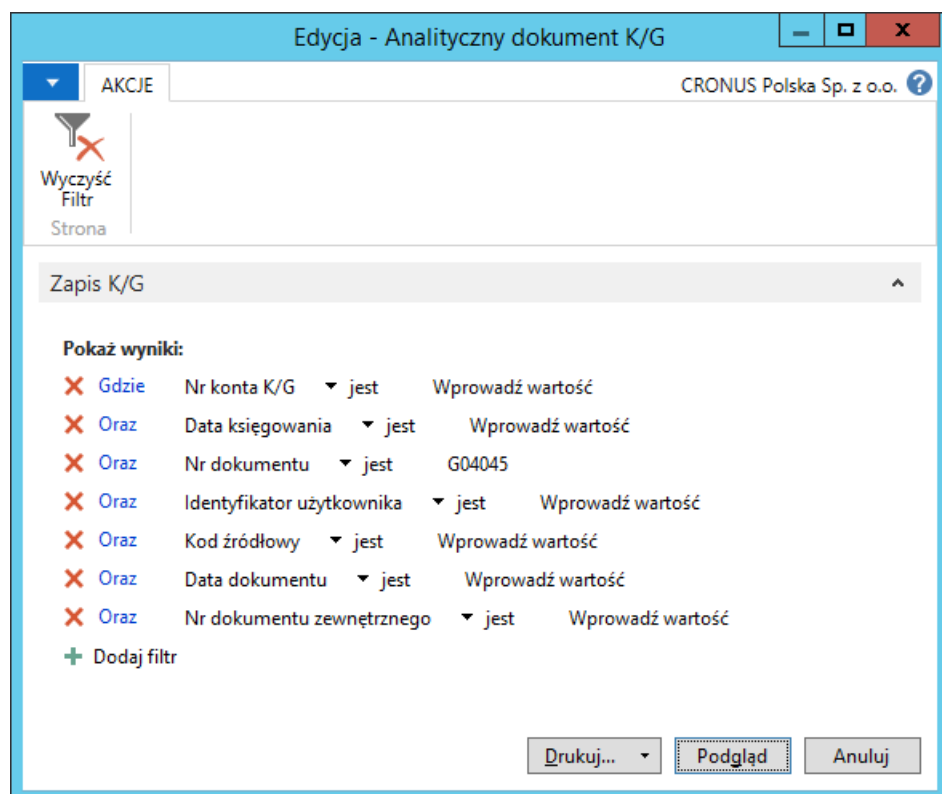 Edycja - Analityczny dokument K/G
AKCJE
CRONUS Polska Sp. z o.o.
Wyczyść
Filtr
Strona
Zapis K/G
Pokaż wyniki:
Gdzie Nr konta K/G jest Wprowadź wartość
Oraz Data księgowania jest Wprowadź wartość
Oraz Nr dokumentu jest G04045
Oraz Identyfikator użytkownika jest Wprowadź wartość
Oraz Kod źródłowy jest Wprowadź wartość
Oraz Data dokumentu jest Wprowadź wartość
Oraz Nr dokumentu zewnętrznego jest Wprowadź wartość
Dodaj filtr
Drukuj... Podgląd Anuluj